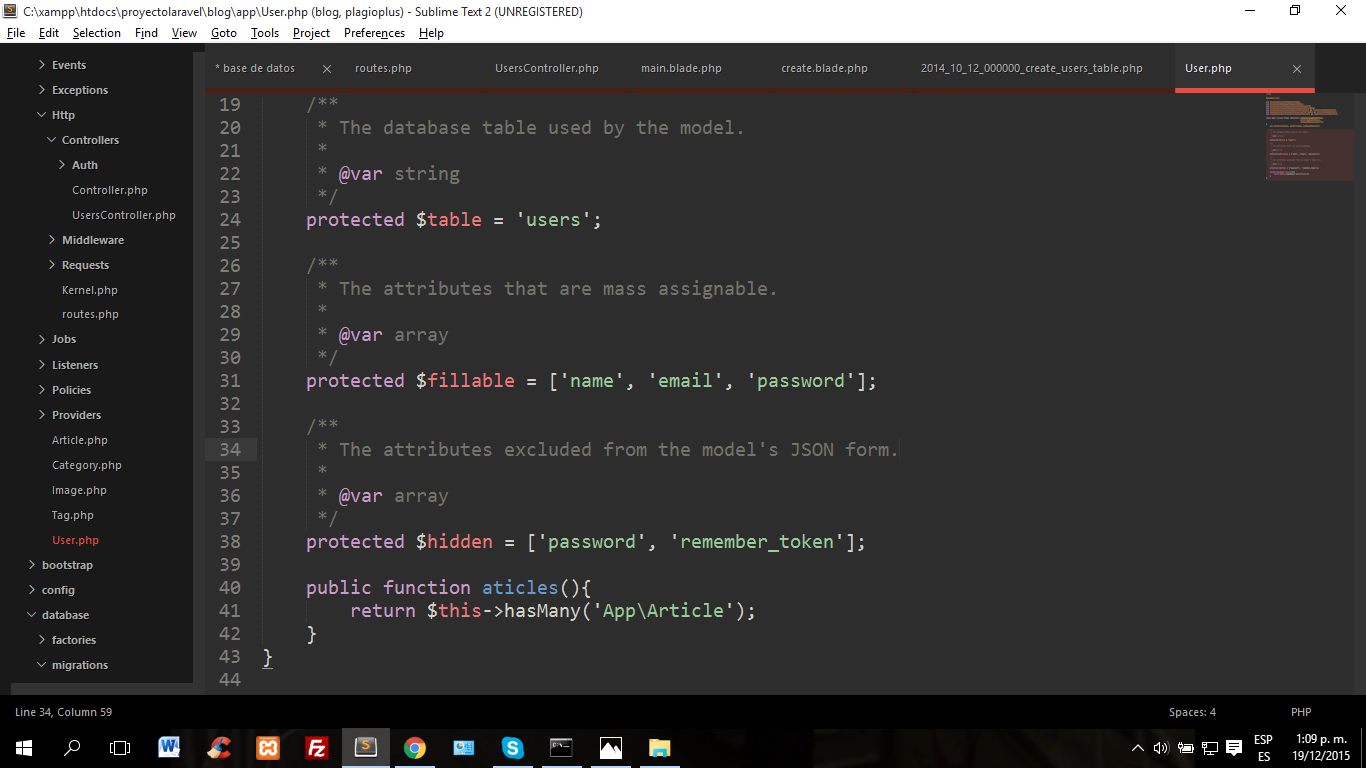 C:\xampp\htdocs\proyectolaravel\blog\app\User.php (blog, plagioplus) - Sublime Text 2 (UNREGISTERED)
File Edit Selection Find View Goto Tools Project Preferences Help
* base de datos routes.php UsersController.php main.blade.php create.blade.php 2014_10_12_000000_create_users_table.php User.php
Events
Exceptions
Http
Controllers
Auth
Controller.php
UsersController.php
Middleware
Requests
Kernel.php
routes.php
Jobs
Listeners
Policies
Providers
Article.php
Category.php
Image.php
Tag.php
User.php
bootstrap
config
database
factories
migrations
19 /**
20 * The database table used by the model.
21 *
22 * @var string
23 */
24 protected $table = 'users';
25
26 /**
27 * The attributes that are mass assignable.
28 *
29 * @var array
30 */
31 protected $fillable = ['name', 'email', 'password'];
32
33 /**
34 * The attributes excluded from the model's JSON form.
35 *
36 * @var array
37 */
38 protected $hidden = ['password', 'remember_token'];
39
40 public function aticles(){
41 return $this->hasMany('App\Article');
42 }
43 }
44
Line 34, Column 59 Spaces: 4 PHP
ESP 1:09 p. m.
ES 19/12/2015